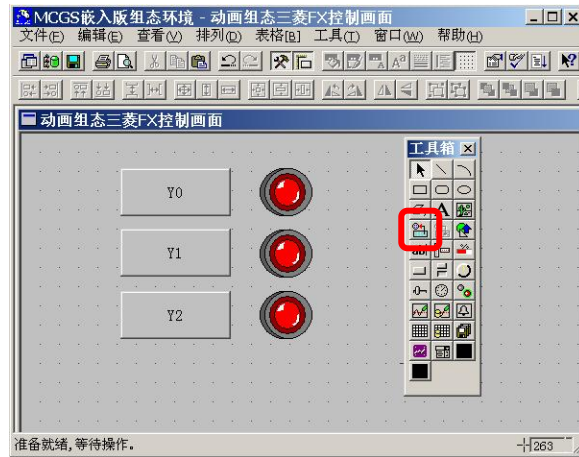 MCGS嵌入版组态环境 - 动画组态三菱FX控制画面
文件(F) 编辑(E) 查看(V) 排列(D) 表格[B] 工具(T) 窗口(W) 帮助(H)
动画组态三菱FX控制画面
工具箱
Y0
Y1
Y2
准备就绪,等待操作。
263